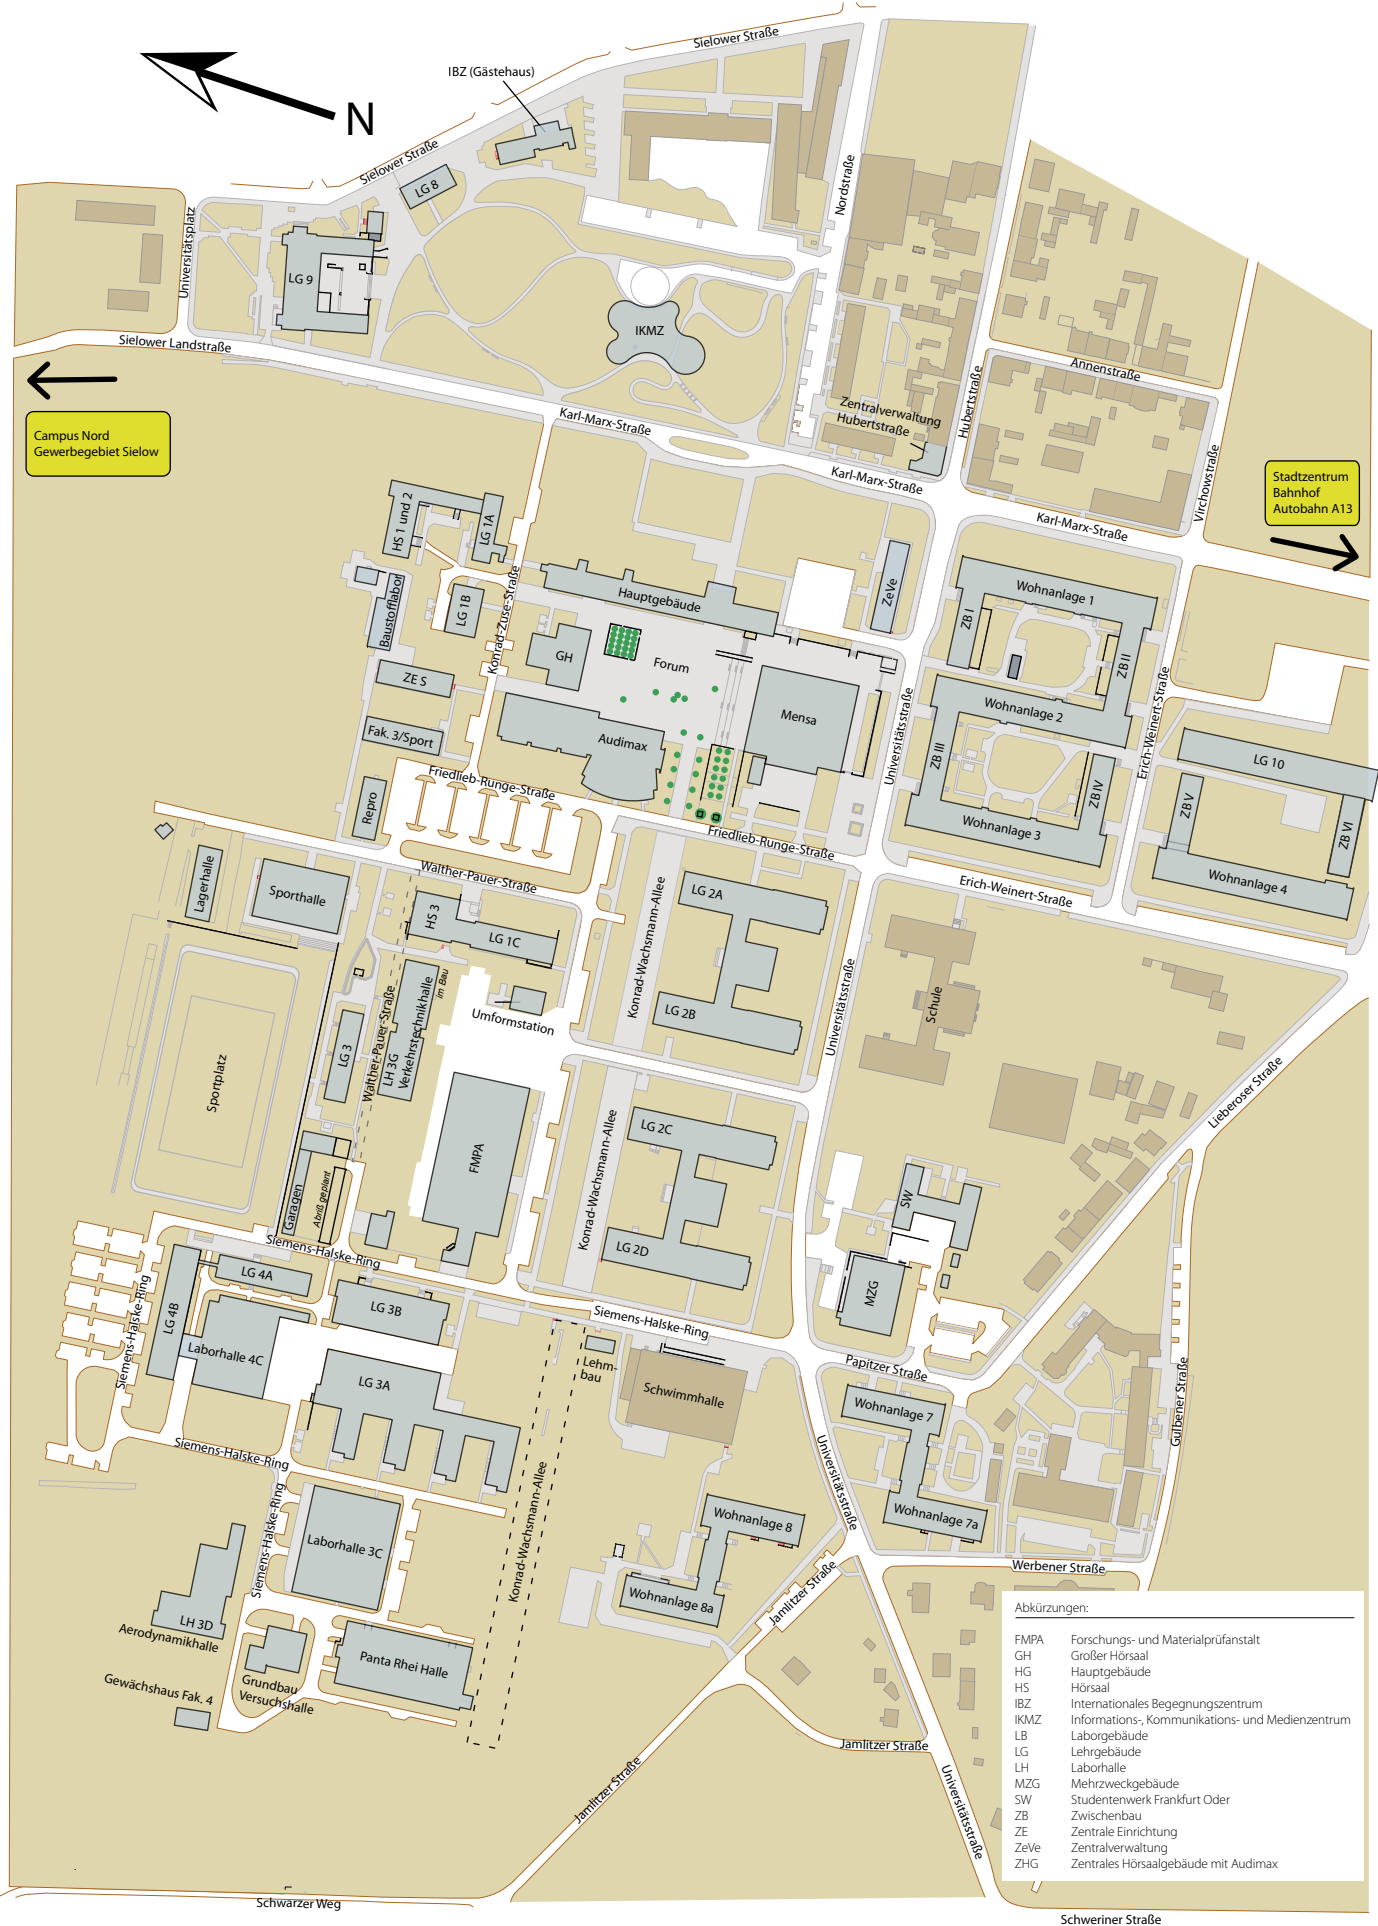 Sielower Straße
IBZ (Gästehaus)
N
Sielower Straße
LG 8
Nordstraße
Universitätsplatz
LG 9
IKMZ
Sielower Landstraße
Annenstraße
Hubertstraße
Zentralverwaltung
Hubertstraße
Karl-Marx-Straße
Campus Nord
Gewerbegebiet Sielow
Karl-Marx-Straße
Virchowstraße
Stadtzentrum
Bahnhof
Autobahn A13
Karl-Marx-Straße
HS 1 und 2
LG 1A
Konrad-Zuse-Straße
Baustofflabor
LG 1B
Hauptgebäude
ZeVe
Wohnanlage 1
ZB I
ZB II
GH
Forum
ZE S
Mensa
Wohnanlage 2
Universitätsstraße
Erich-Weinert-Straße
Fak. 3/Sport
Audimax
ZB III
LG 10
Friedlieb-Runge-Straße
ZB IV
ZB V
Repro
Wohnanlage 3
ZB VI
Friedlieb-Runge-Straße
Walther-Pauer-Straße
Lagerhalle
Sporthalle
Erich-Weinert-Straße
Wohnanlage 4
HS 3
LG 1C
LG 2A
Konrad-Wachsmann-Allee
LH 3G
Verkehrstechnikhalle
im Bau
Umformstation
LG 2B
Universitätsstraße
Schule
LG 3
Walther-Pauer-Straße
Sportplatz
Lieberoser Straße
LG 2C
FMPA
Konrad-Wachsmann-Allee
Garagen
Abriß geplant
SW
LG 2D
Siemens-Halske-Ring
LG 4A
MZG
LG 4B
LG 3B
Siemens-Halske-Ring
Siemens-Halske-Ring
Laborhalle 4C
Lehm-
bau
Papitzer Straße
LG 3A
Schwimmhalle
Gulbener Straße
Wohnanlage 7
Siemens-Halske-Ring
Universitätsstraße
Siemens-Halske-Ring
Konrad-Wachsmann-Allee
Wohnanlage 8
Wohnanlage 7a
Laborhalle 3C
Werbener Straße
Wohnanlage 8a
Jamlitzer Straße
LH 3D
Aerodynamikhalle
Panta Rhei Halle
Gewächshaus Fak. 4
Grundbau
Versuchshalle
Jamlitzer Straße
Jamlitzer Straße
Universitätsstraße
Schwarzer Weg
Schweriner Straße
Abkürzungen:
FMPA Forschungs- und Materialprüfanstalt
GH Großer Hörsaal
HG Hauptgebäude
HS Hörsaal
IBZ Internationales Begegnungszentrum
IKMZ Informations-, Kommunikations- und Medienzentrum
LB Laborgebäude
LG Lehrgebäude
LH Laborhalle
MZG Mehrzweckgebäude
SW Studentenwerk Frankfurt Oder
ZB Zwischenbau
ZE Zentrale Einrichtung
ZeVe Zentralverwaltung
ZHG Zentrales Hörsaalgebäude mit Audimax